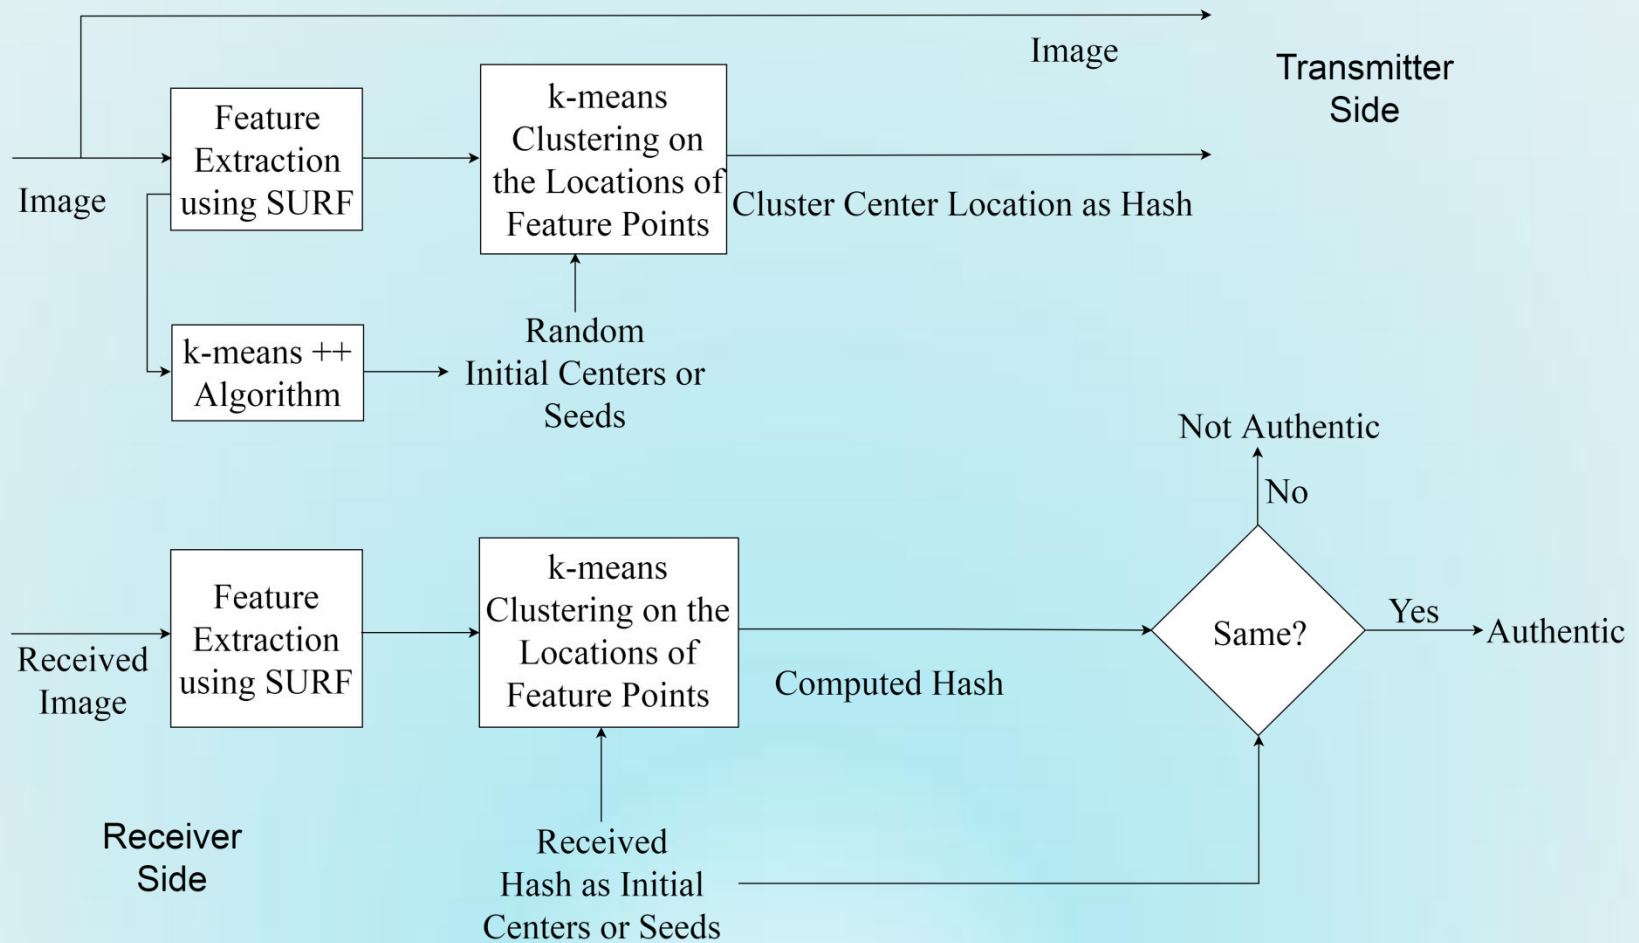 Image
Transmitter
Side
Feature
Extraction
using SURF
k-means
Clustering on
the Locations of
Feature Points
Image
Cluster Center Location as Hash
k-means ++
Algorithm
Random
Initial Centers or
Seeds
Not Authentic
No
Feature
Extraction
using SURF
k-means
Clustering on the
Locations of
Feature Points
Same?
Yes
Authentic
Received
Image
Computed Hash
Receiver
Side
Received
Hash as Initial
Centers or Seeds